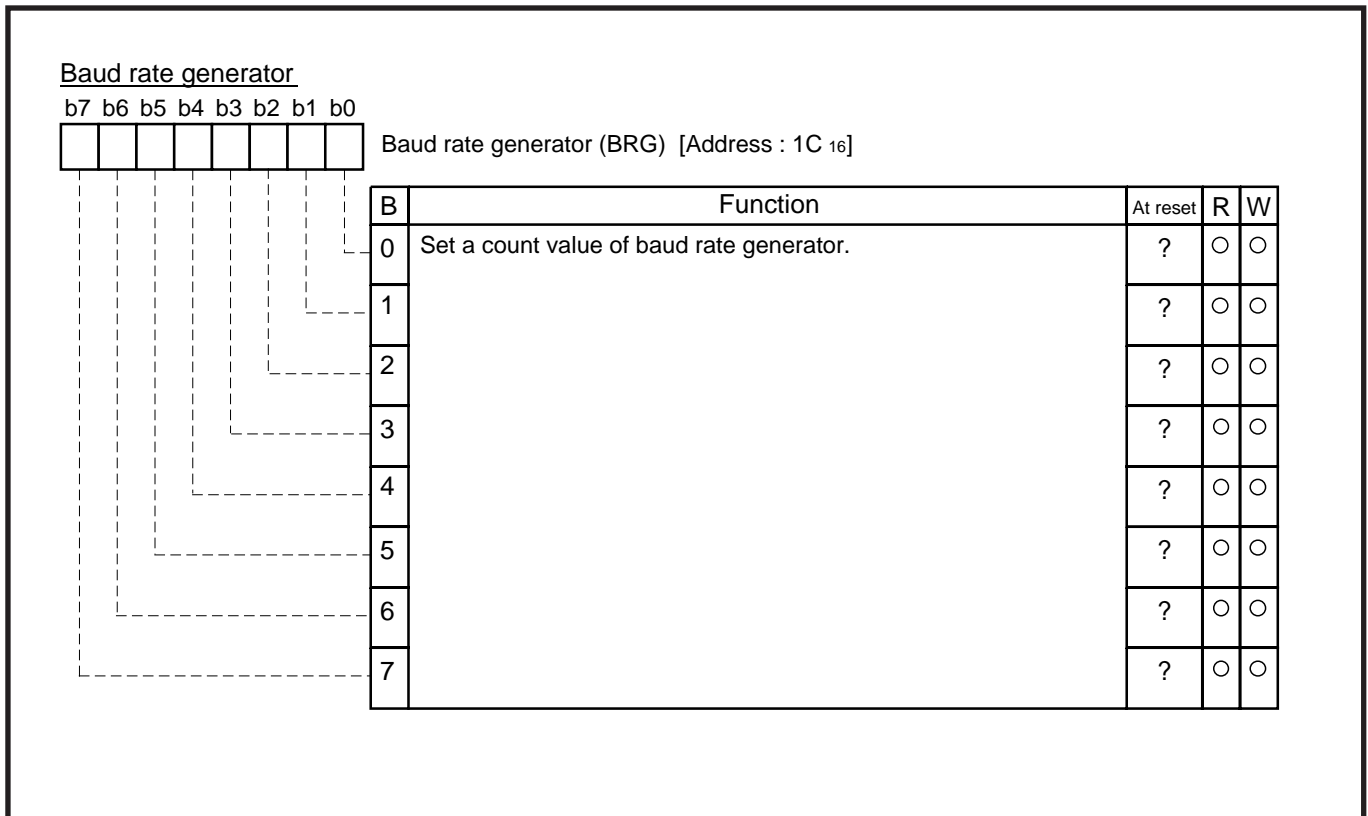 Baud rate generator
b7 b6 b5 b4 b3 b2 b1 b0
Baud rate generator (BRG) [Address : 1C 16]
B Function At reset R W
0 Set a count value of baud rate generator. ? ○ ○
1 ? ○ ○
2 ? ○ ○
3 ? ○ ○
4 ? ○ ○
5 ? ○ ○
6 ? ○ ○
7 ? ○ ○